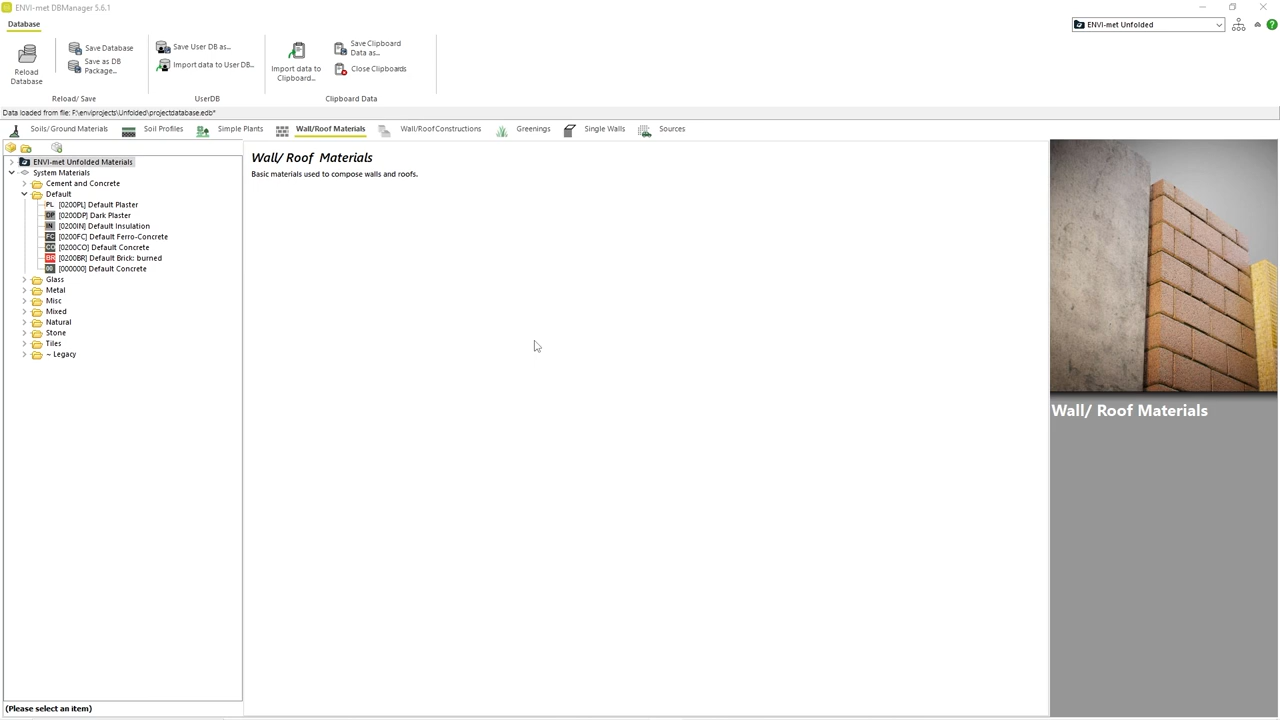 ENVI-met DBManager 5.6.1
Database
ENVI-met Unfolded
Reload
Database
Save Database
Save as DB
Package...
Reload/ Save
Save User DB as...
Import data to User DB..
UserDB
Import data to
Clipboard...
Save Clipboard
Data as...
Close Clipboards
Clipboard Data
Data loaded from file: F:\enviprojects\Unfolded\projectdatabase.edb*
Soils/ Ground Materials
Soil Profiles
Simple Plants
Wall/Roof Materials
Wall/RoofConstructions
Greenings
Single Walls
Sources
ENVI-met Unfolded Materials
System Materials
Cement and Concrete
Default
PL [0200PL] Default Plaster
DP [0200DP] Dark Plaster
IN [0200IN] Default Insulation
FC [0200FC] Default Ferro-Concrete
CO [0200CO] Default Concrete
BR [0200BR] Default Brick: burned
00 [000000] Default Concrete
Glass
Metal
Misc
Mixed
Natural
Stone
Tiles
~ Legacy
(Please select an item)
Wall/ Roof Materials
Basic materials used to compose walls and roofs.
Wall/ Roof Materials